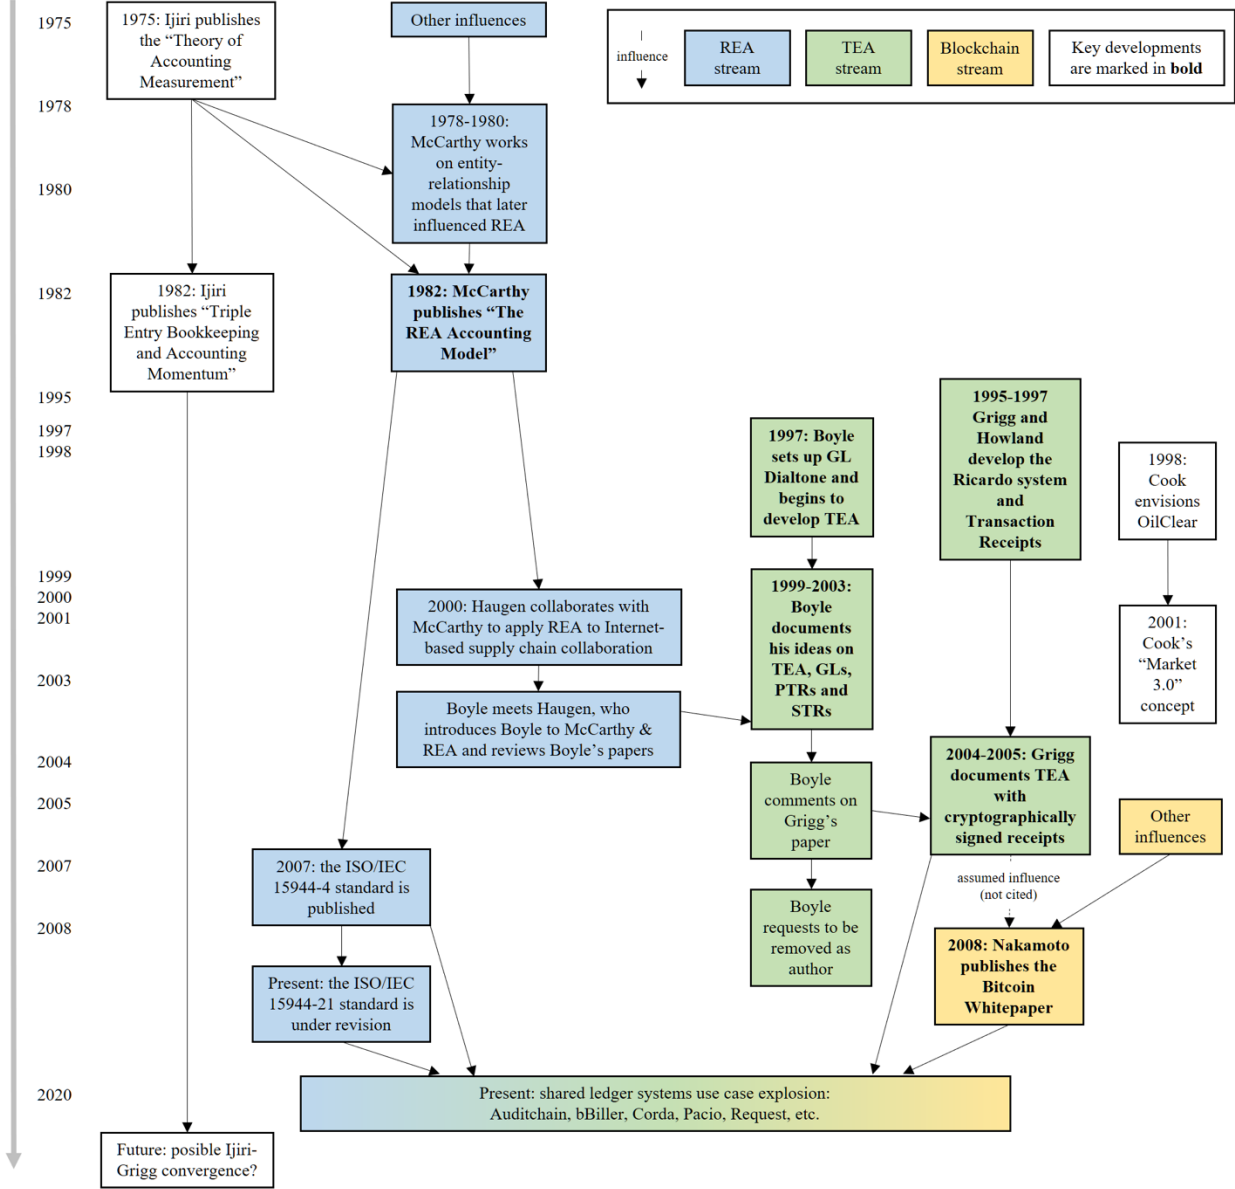 1975
1978
1980
1982
1995
1997
1998
1999
2000
2001
2003
2004
2005
2007
2008
2020
influence
REA
stream
TEA
stream
Blockchain
stream
Key developments
are marked in bold
1975: Ijiri publishes
the “Theory of
Accounting
Measurement”
Other influences
1978-1980:
McCarthy works
on entity-
relationship
models that later
influenced REA
1982: Ijiri
publishes “Triple
Entry Bookkeeping
and Accounting
Momentum”
1982: McCarthy
publishes “The
REA Accounting
Model”
1997: Boyle
sets up GL
Dialtone and
begins to
develop TEA
1995-1997
Grigg and
Howland
develop the
Ricardo system
and
Transaction
Receipts
1998:
Cook
envisions
OilClear
2000: Haugen collaborates with
McCarthy to apply REA to Internet-
based supply chain collaboration
1999-2003:
Boyle
documents
his ideas on
TEA, GLs,
PTRs and
STRs
2001:
Cook’s
“Market
3.0”
concept
Boyle meets Haugen, who
introduces Boyle to McCarthy &
REA and reviews Boyle’s papers
Boyle
comments on
Grigg’s
paper
2004-2005: Grigg
documents TEA
with
cryptographically
signed receipts
Other
influences
2007: the ISO/IEC
15944-4 standard is
published
assumed influence
(not cited)
Boyle
requests to be
removed as
author
2008: Nakamoto
publishes the
Bitcoin
Whitepaper
Present: the ISO/IEC
15944-21 standard is
under revision
Present: shared ledger systems use case explosion:
Auditchain, bBiller, Corda, Pacio, Request, etc.
Future: posible Ijiri-
Grigg convergence?